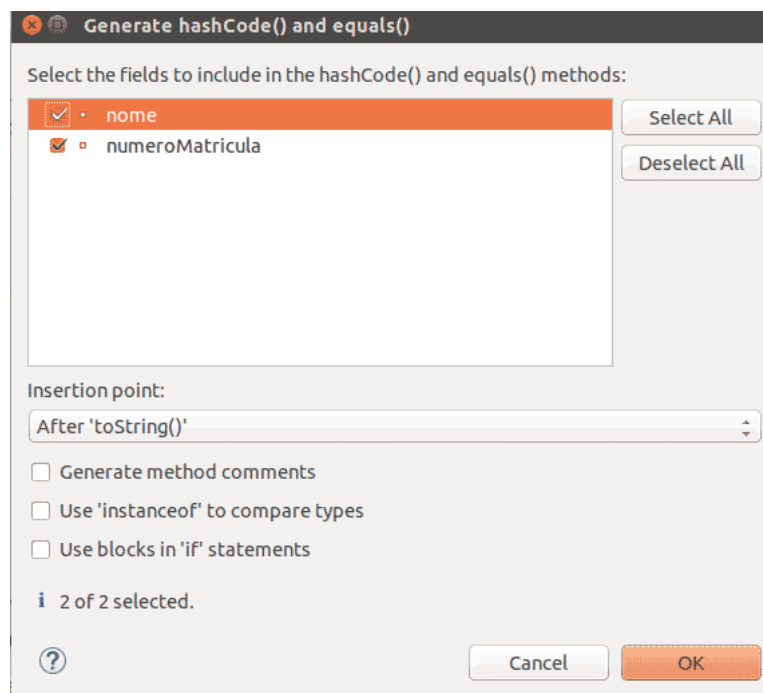 Generate hashCode() and equals()
Select the fields to include in the hashCode() and equals() methods:
nome
numeroMatricula
Select All
Deselect All
Insertion point:
After 'toString()'
Generate method comments
Use 'instanceof' to compare types
Use blocks in 'if' statements
i 2 of 2 selected.
?
Cancel
OK